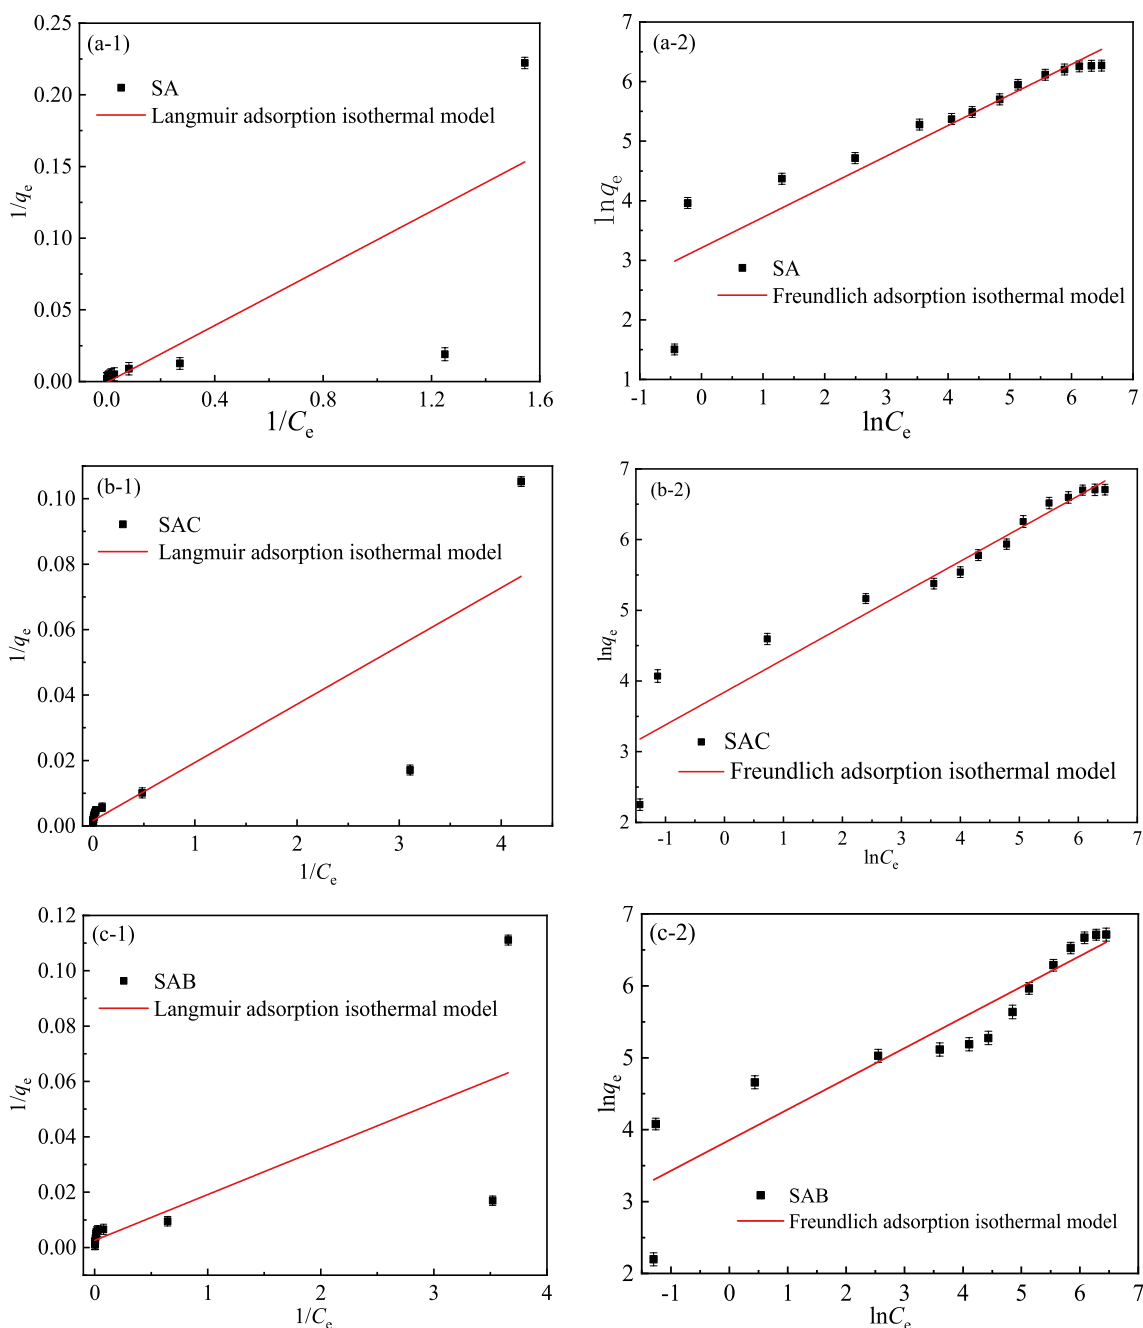 (a-1)
SA
Langmuir adsorption isothermal model
0.25
0.20
0.15
0.10
0.05
0.00
1/qe
0.0 0.4 0.8 1.2 1.6
1/Ce
(a-2)
SA
Freundlich adsorption isothermal model
7
6
5
4
3
2
1
lnqe
-1 0 1 2 3 4 5 6 7
lnCe
(b-1)
SAC
Langmuir adsorption isothermal model
0.10
0.08
0.06
0.04
0.02
0.00
1/qe
0 1 2 3 4
1/Ce
(b-2)
SAC
Freundlich adsorption isothermal model
7
6
5
4
3
2
lnqe
-1 0 1 2 3 4 5 6 7
lnCe
(c-1)
SAB
Langmuir adsorption isothermal model
0.12
0.10
0.08
0.06
0.04
0.02
0.00
1/qe
0 1 2 3 4
1/Ce
(c-2)
SAB
Freundlich adsorption isothermal model
7
6
5
4
3
2
lnqe
-1 0 1 2 3 4 5 6 7
lnCe